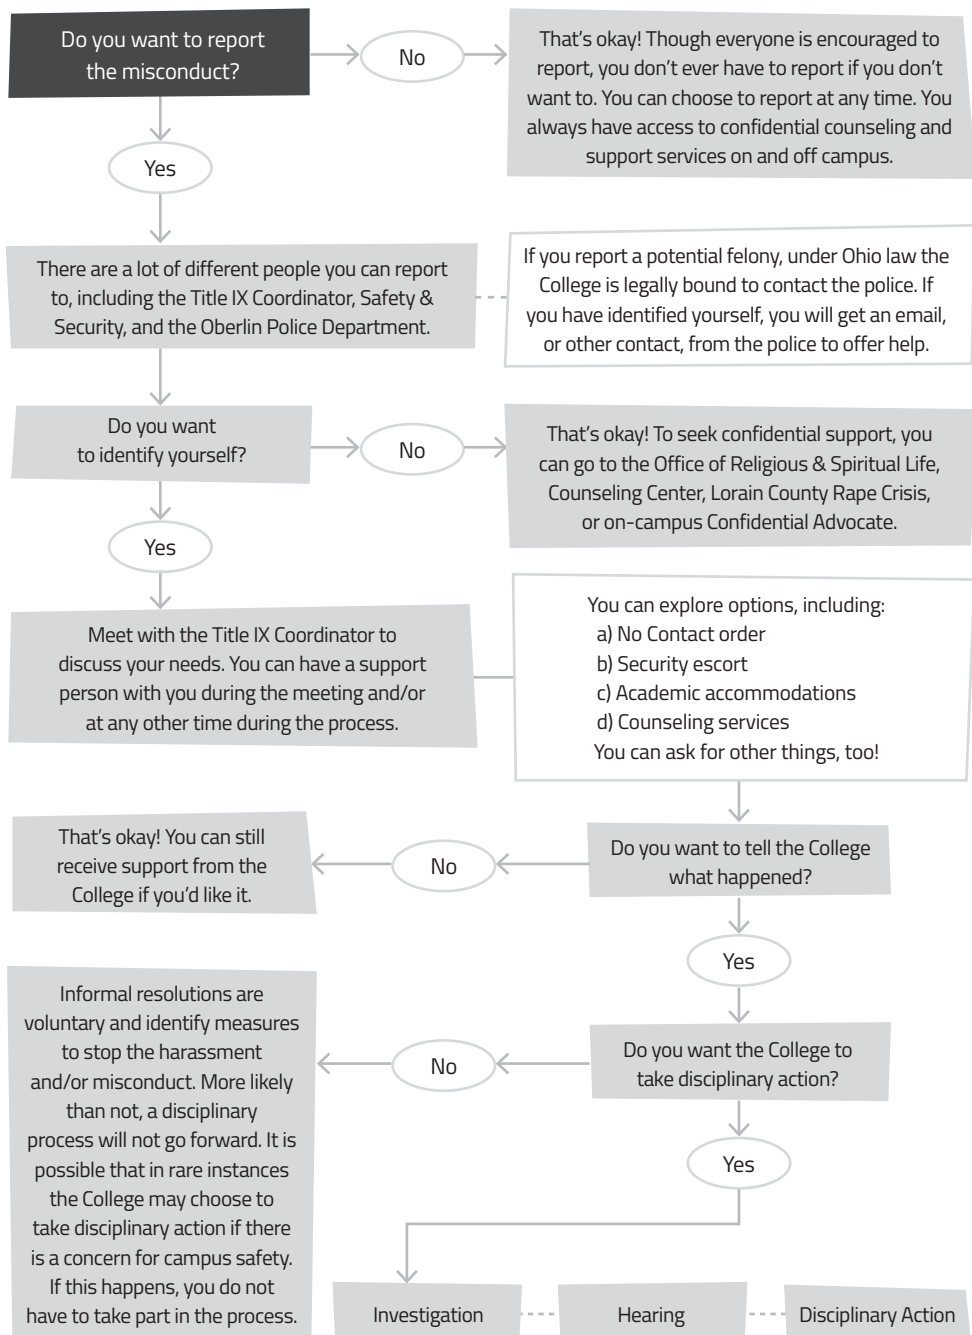 Do you want to report
the misconduct?
No
That’s okay! Though everyone is encouraged to
report, you don’t ever have to report if you don’t
want to. You can choose to report at any time. You
always have access to confidential counseling and
support services on and off campus.
Yes
There are a lot of different people you can report
to, including the Title IX Coordinator, Safety &
Security, and the Oberlin Police Department.
If you report a potential felony, under Ohio law the
College is legally bound to contact the police. If
you have identified yourself, you will get an email,
or other contact, from the police to offer help.
Do you want
to identify yourself?
No
That’s okay! To seek confidential support, you
can go to the Office of Religious & Spiritual Life,
Counseling Center, Lorain County Rape Crisis,
or on-campus Confidential Advocate.
Yes
Meet with the Title IX Coordinator to
discuss your needs. You can have a support
person with you during the meeting and/or
at any other time during the process.
You can explore options, including:
a) No Contact order
b) Security escort
c) Academic accommodations
d) Counseling services
You can ask for other things, too!
Do you want to tell the College
what happened?
No
That’s okay! You can still
receive support from the
College if you’d like it.
Yes
Do you want the College to
take disciplinary action?
No
Informal resolutions are
voluntary and identify measures
to stop the harassment
and/or misconduct. More likely
than not, a disciplinary
process will not go forward. It is
possible that in rare instances
the College may choose to
take disciplinary action if there
is a concern for campus safety.
If this happens, you do not
have to take part in the process.
Yes
Investigation
Hearing
Disciplinary Action